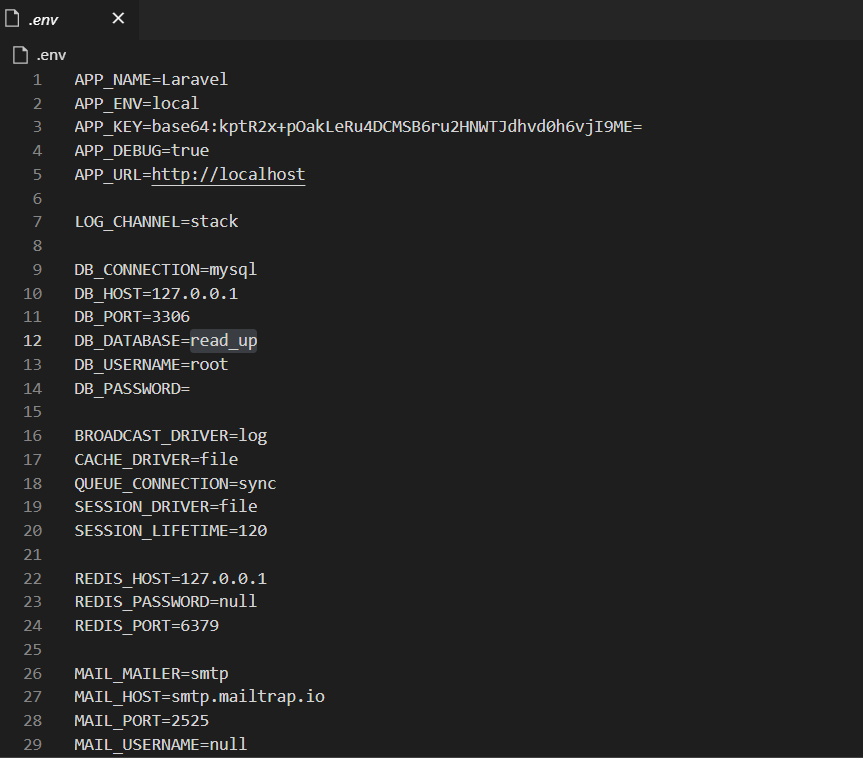 .env
.env
1 APP_NAME=Laravel
2 APP_ENV=local
3 APP_KEY=base64:kptR2x+pOakLeRu4DCMSB6ru2HNWTJdhvd0h6vjI9ME=
4 APP_DEBUG=true
5 APP_URL=http://localhost
6
7 LOG_CHANNEL=stack
8
9 DB_CONNECTION=mysql
10 DB_HOST=127.0.0.1
11 DB_PORT=3306
12 DB_DATABASE=read_up
13 DB_USERNAME=root
14 DB_PASSWORD=
15
16 BROADCAST_DRIVER=log
17 CACHE_DRIVER=file
18 QUEUE_CONNECTION=sync
19 SESSION_DRIVER=file
20 SESSION_LIFETIME=120
21
22 REDIS_HOST=127.0.0.1
23 REDIS_PASSWORD=null
24 REDIS_PORT=6379
25
26 MAIL_MAILER=smtp
27 MAIL_HOST=smtp.mailtrap.io
28 MAIL_PORT=2525
29 MAIL_USERNAME=null